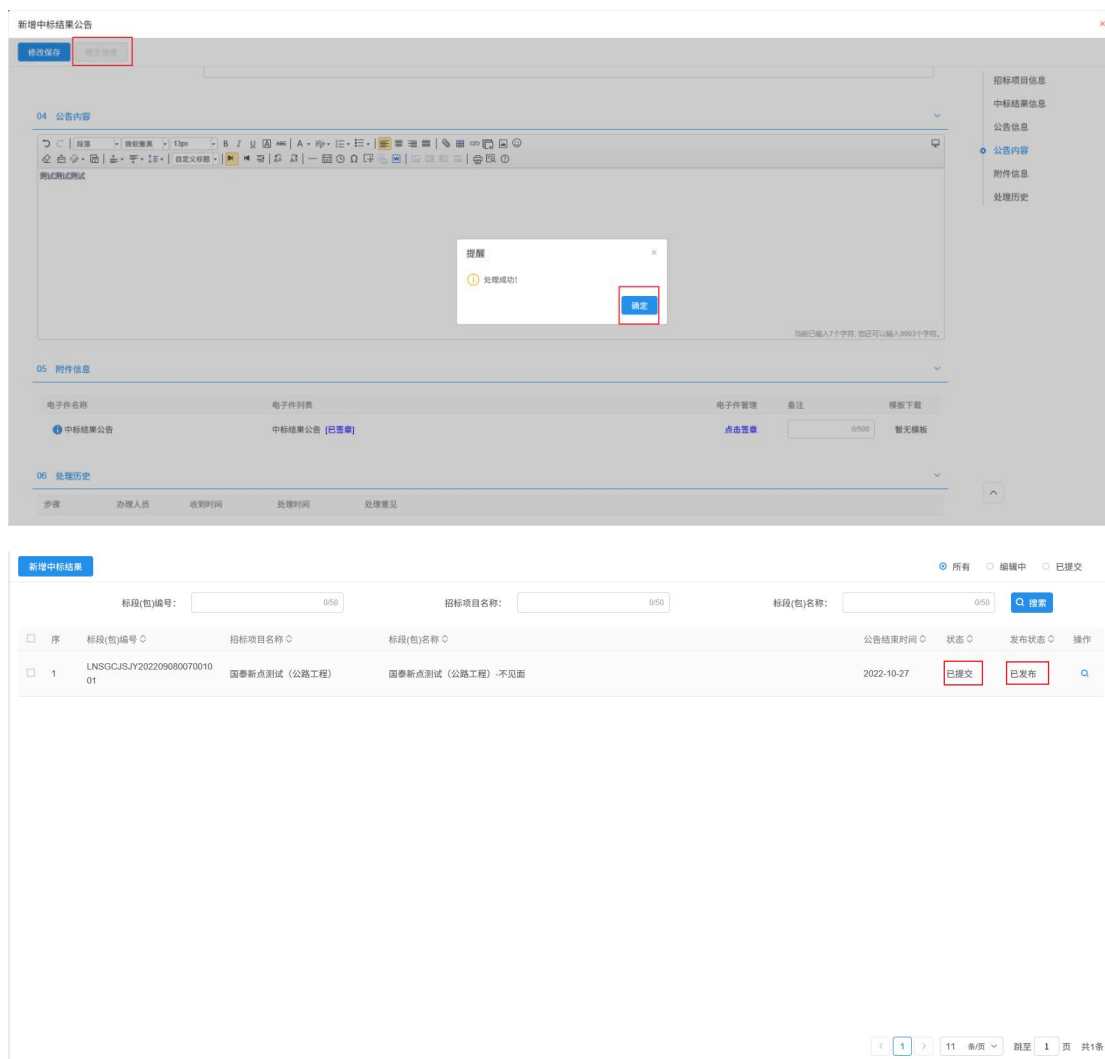 新增中标结果公告
×
修改保存 提交信息
招标项目信息
中标结果信息
公告信息
公告内容
附件信息
处理历史
04 公告内容
段落 微软雅黑 13px
自定义标题
测试测试测试
提醒 ×
处理成功!
确定
当前已输入7个字符, 您还可以输入9993个字符。
05 附件信息
电子件名称 电子件列表 电子件管理 备注 模板下载
中标结果公告 中标结果公告 [已签章] 点击签章 0/500 暂无模板
06 处理历史
步骤 办理人员 收到时间 处理时间 处理意见
新增中标结果 所有 编辑中 已提交
标段(包)编号： 0/50 招标项目名称： 0/50 标段(包)名称： 0/50 搜索
序 标段(包)编号 招标项目名称 标段(包)名称 公告结束时间 状态 发布状态 操作
1 LNSGCJSJY202209080070010
01 国泰新点测试（公路工程） 国泰新点测试（公路工程）-不见面 2022-10-27 已提交 已发布
< 1 > 11 条/页 跳至 1 页 共1条